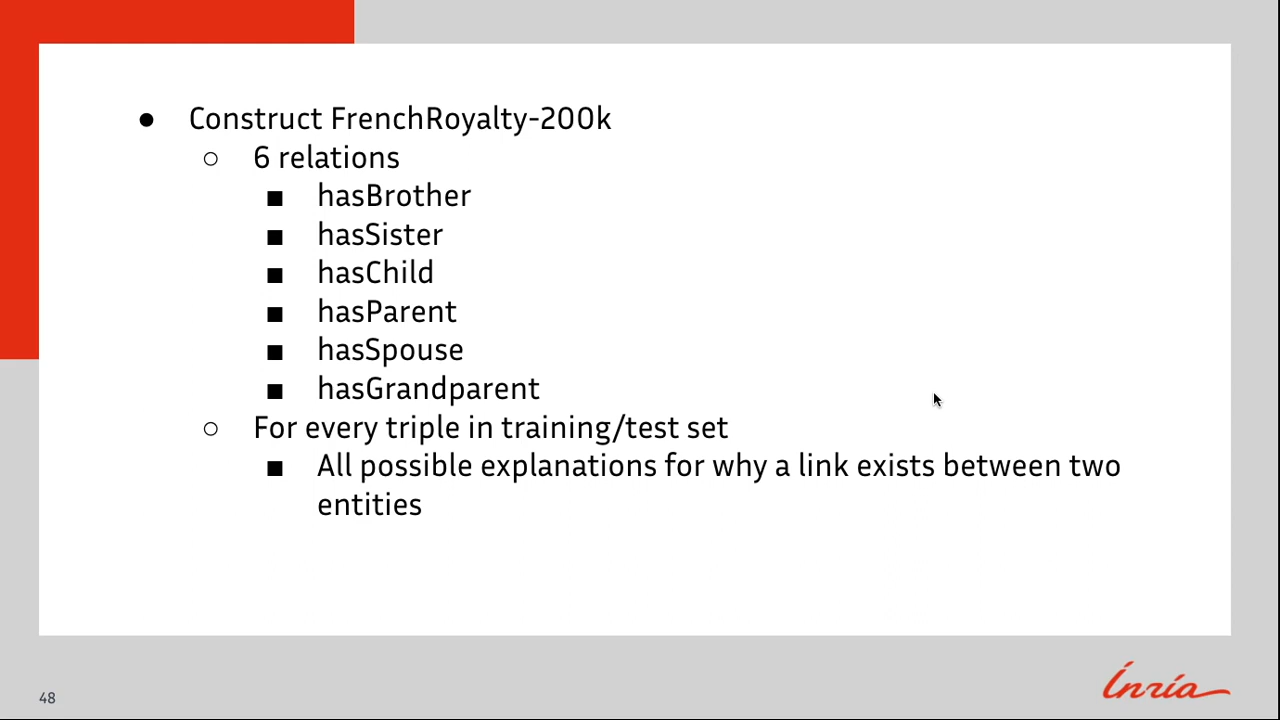 ● Construct FrenchRoyalty-200k
○ 6 relations
■ hasBrother
■ hasSister
■ hasChild
■ hasParent
■ hasSpouse
■ hasGrandparent
○ For every triple in training/test set
■ All possible explanations for why a link exists between two
entities
48
Inria